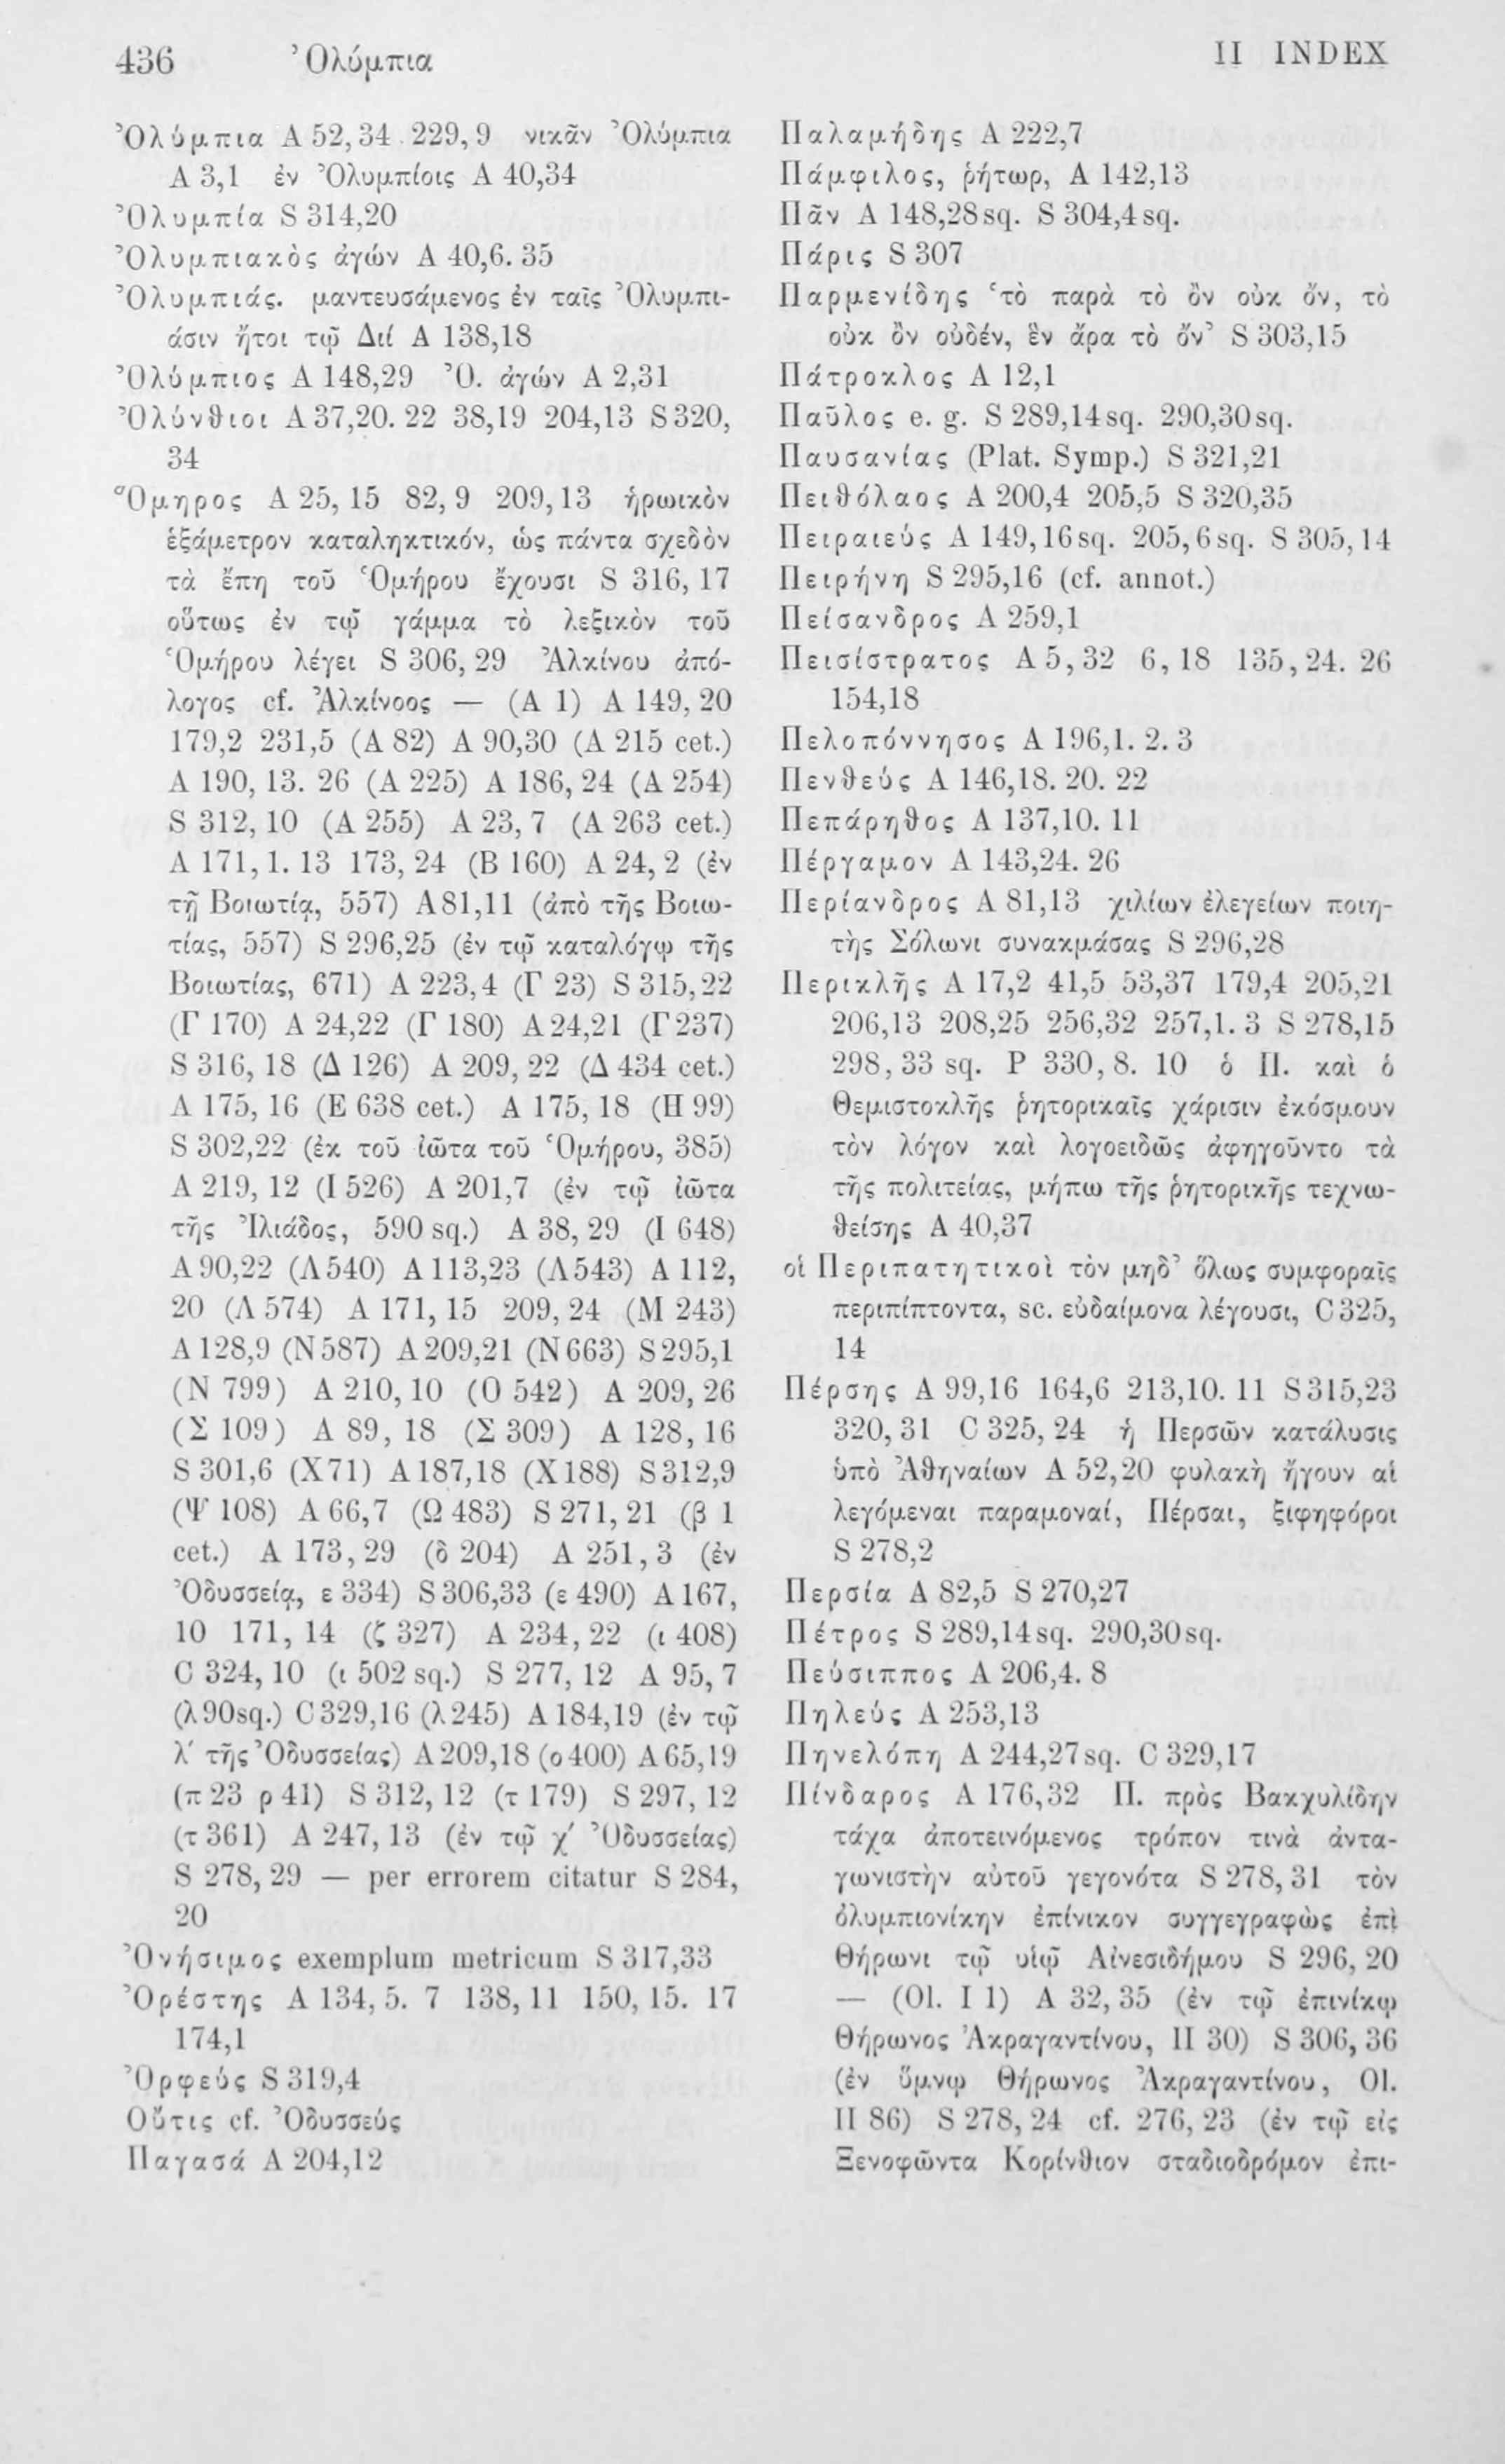 436 Ὀλύμπια II INDEX
Ὀλύμπια A 52,34 229,9 νικᾶν Ὀλύμπια
A 3,1 ἐν Ὀλυμπίοις A 40,34
Ὀλυμπία S 314,20
Ὀλυμπιακὸς ἀγών A 40,6. 35
Ὀλυμπιάς. μαντευσάμενος ἐν ταῖς Ὀλυμπι-
άσιν ἤτοι τῷ Διί A 138,18
Ὀλύμπιος A 148,29 Ὀ. ἀγών A 2,31
Ὀλύνθιοι A 37,20. 22 38,19 204,13 S 320,
34
Ὅμηρος A 25, 15 82, 9 209, 13 ἡρωικὸν
ἑξάμετρον καταληκτικόν, ὡς πάντα σχεδὸν
τὰ ἔπη τοῦ Ὁμήρου ἔχουσι S 316, 17
οὕτως ἐν τῷ γάμμα τὸ λεξικὸν τοῦ
Ὁμήρου λέγει S 306, 29 Ἀλκίνου ἀπό-
λογος cf. Ἀλκίνοος — (A 1) A 149, 20
179,2 231,5 (A 82) A 90,30 (A 215 cet.)
A 190, 13. 26 (A 225) A 186, 24 (A 254)
S 312, 10 (A 255) A 23, 7 (A 263 cet.)
A 171, 1. 13 173, 24 (B 160) A 24, 2 (ἐν
τῇ Βοιωτίᾳ, 557) A 81,11 (ἀπὸ τῆς Βοιω-
τίας, 557) S 296,25 (ἐν τῷ καταλόγῳ τῆς
Βοιωτίας, 671) A 223,4 (Γ 23) S 315,22
(Γ 170) A 24,22 (Γ 180) A 24,21 (Γ 237)
S 316, 18 (Δ 126) A 209, 22 (Δ 434 cet.)
A 175, 16 (E 638 cet.) A 175, 18 (H 99)
S 302,22 (ἐκ τοῦ ἰῶτα τοῦ Ὁμήρου, 385)
A 219, 12 (I 526) A 201,7 (ἐν τῷ ἰῶτα
τῆς Ἰλιάδος, 590 sq.) A 38, 29 (I 648)
A 90,22 (Λ 540) A 113,23 (Λ 543) A 112,
20 (Λ 574) A 171, 15 209, 24 (M 243)
A 128,9 (N 587) A 209,21 (N 663) S 295,1
(N 799) A 210, 10 (O 542) A 209, 26
(Σ 109) A 89, 18 (Σ 309) A 128, 16
S 301,6 (X 71) A 187,18 (X 188) S 312,9
(Ψ 108) A 66,7 (Ω 483) S 271, 21 (β 1
cet.) A 173, 29 (δ 204) A 251, 3 (ἐν
Ὀδυσσείᾳ, ε 334) S 306,33 (ε 490) A 167,
10 171, 14 (ζ 327) A 234, 22 (ι 408)
C 324, 10 (ι 502 sq.) S 277, 12 A 95, 7
(λ 90sq.) C 329,16 (λ 245) A 184,19 (ἐν τῷ
λ´ τῆς Ὀδυσσείας) A 209,18 (ο 400) A 65,19
(π 23 ρ 41) S 312, 12 (τ 179) S 297, 12
(τ 361) A 247, 13 (ἐν τῷ χ´ Ὀδυσσείας)
S 278, 29 — per errorem citatur S 284,
20
Ὀνήσιμος exemplum metricum S 317,33
Ὀρέστης A 134, 5. 7 138, 11 150, 15. 17
174,1
Ὀρφεύς S 319,4
Οὔτις cf. Ὀδυσσεύς
Παγασά A 204,12
Παλαμήδης A 222,7
Πάμφιλος, ῥήτωρ, A 142,13
Πᾶν A 148,28sq. S 304,4sq.
Πάρις S 307
Παρμενίδης ‘τὸ παρὰ τὸ ὂν οὐκ ὄν, τὸ
οὐκ ὂν οὐδέν, ἓν ἄρα τὸ ὄν’ S 303,15
Πάτροκλος A 12,1
Παῦλος e. g. S 289,14sq. 290,30sq.
Παυσανίας (Plat. Symp.) S 321,21
Πειθόλαος A 200,4 205,5 S 320,35
Πειραιεύς A 149,16sq. 205,6sq. S 305,14
Πειρήνη S 295,16 (cf. annot.)
Πείσανδρος A 259,1
Πεισίστρατος A 5, 32 6, 18 135, 24. 26
154,18
Πελοπόννησος A 196,1. 2. 3
Πενθεύς A 146,18. 20. 22
Πεπάρηθος A 137,10. 11
Πέργαμον A 143,24. 26
Περίανδρος A 81,13 χιλίων ἐλεγείων ποιη-
τὴς Σόλωνι συνακμάσας S 296,28
Περικλῆς A 17,2 41,5 53,37 179,4 205,21
206,13 208,25 256,32 257,1. 3 S 278,15
298, 33 sq. P 330, 8. 10 ὁ Π. καὶ ὁ
Θεμιστοκλῆς ῥητορικαῖς χάρισιν ἐκόσμουν
τὸν λόγον καὶ λογοειδῶς ἀφηγοῦντο τὰ
τῆς πολιτείας, μήπω τῆς ῥητορικῆς τεχνω-
θείσης A 40,37
οἱ Περιπατητικοὶ τὸν μηδ’ ὅλως συμφοραῖς
περιπίπτοντα, sc. εὐδαίμονα λέγουσι, C 325,
14
Πέρσης A 99,16 164,6 213,10. 11 S 315,23
320, 31 C 325, 24 ἡ Περσῶν κατάλυσις
ὑπὸ Ἀθηναίων A 52,20 φυλακὴ ἤγουν αἱ
λεγόμεναι παραμοναί, Πέρσαι, ξιφηφόροι
S 278,2
Περσία A 82,5 S 270,27
Πέτρος S 289,14sq. 290,30sq.
Πεύσιππος A 206,4. 8
Πηλεύς A 253,13
Πηνελόπη A 244,27sq. C 329,17
Πίνδαρος A 176,32 Π. πρὸς Βακχυλίδην
τάχα ἀποτεινόμενος τρόπον τινὰ ἀντα-
γωνιστὴν αὐτοῦ γεγονότα S 278, 31 τὸν
ὀλυμπιονίκην ἐπίνικον συγγεγραφὼς ἐπὶ
Θήρωνι τῷ υἱῷ Αἰνεσιδήμου S 296, 20
— (Ol. I 1) A 32, 35 (ἐν τῷ ἐπινίκῳ
Θήρωνος Ἀκραγαντίνου, II 30) S 306, 36
(ἐν ὕμνῳ Θήρωνος Ἀκραγαντίνου, Ol.
II 86) S 278, 24 cf. 276, 23 (ἐν τῷ εἰς
Ξενοφῶντα Κορίνθιον σταδιοδρόμον ἐπι-